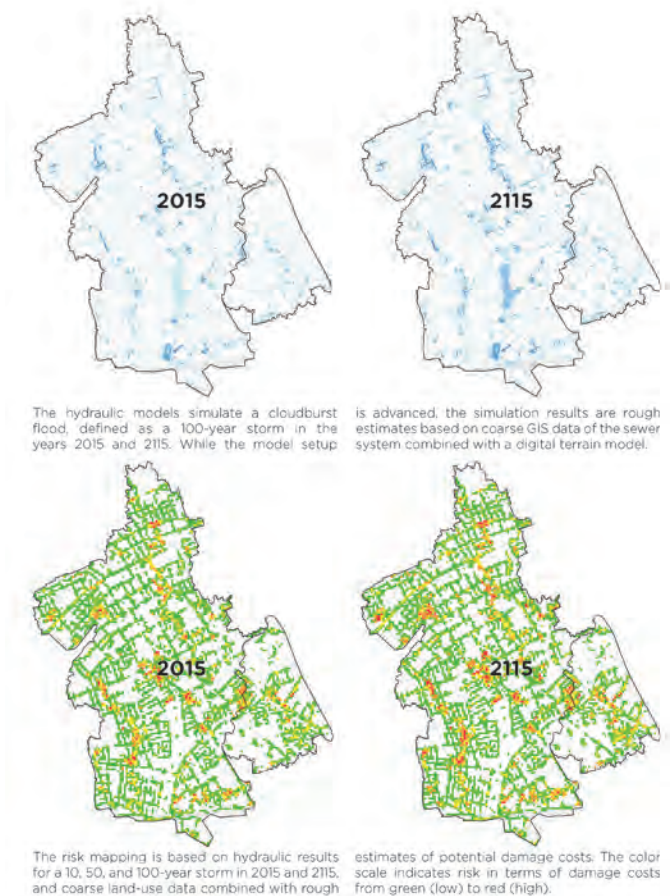 2015
2115
The hydraulic models simulate a cloudburst
flood, defined as a 100-year storm in the
years 2015 and 2115. While the model setup
is advanced, the simulation results are rough
estimates based on coarse GIS data of the sewer
system combined with a digital terrain model.
2015
2115
The risk mapping is based on hydraulic results
for a 10, 50, and 100-year storm in 2015 and 2115,
and coarse land-use data combined with rough
estimates of potential damage costs. The color
scale indicates risk in terms of damage costs
from green (low) to red (high).